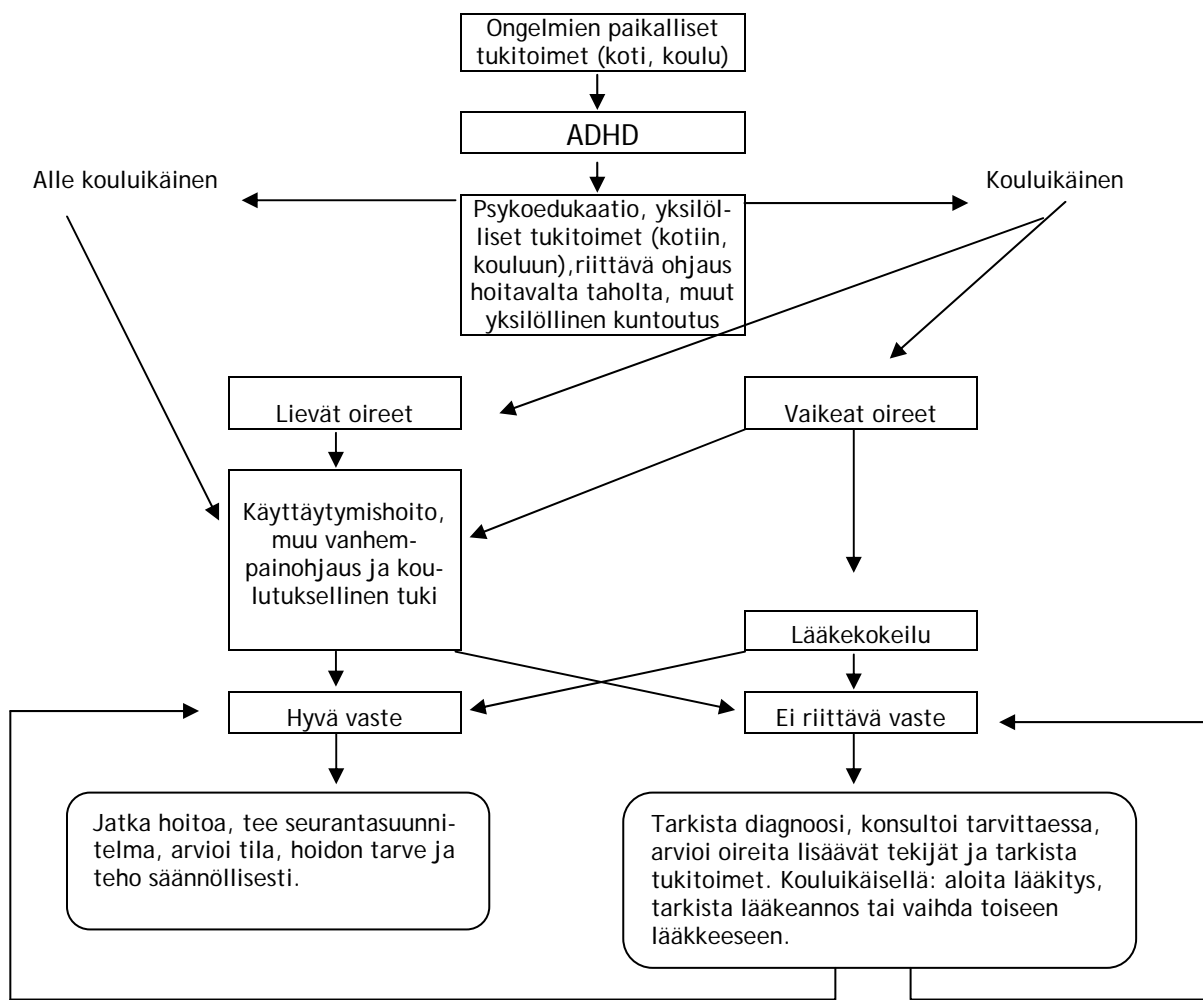 Ongelmien paikalliset
tukitoimet (koti, koulu)
ADHD
Alle kouluikäinen
Kouluikäinen
Psykoedukaatio, yksilöl-
liset tukitoimet (kotiin,
kouluun),riittävä ohjaus
hoitavalta taholta, muut
yksilöllinen kuntoutus
Lievät oireet
Vaikeat oireet
Käyttäytymishoito,
muu vanhem-
painohjaus ja kou-
lutuksellinen tuki
Lääkekokeilu
Hyvä vaste
Ei riittävä vaste
Jatka hoitoa, tee seurantasuunni-
telma, arvioi tila, hoidon tarve ja
teho säännöllisesti.
Tarkista diagnoosi, konsultoi tarvittaessa,
arvioi oireita lisäävät tekijät ja tarkista
tukitoimet. Kouluikäisellä: aloita lääkitys,
tarkista lääkeannos tai vaihda toiseen
lääkkeeseen.